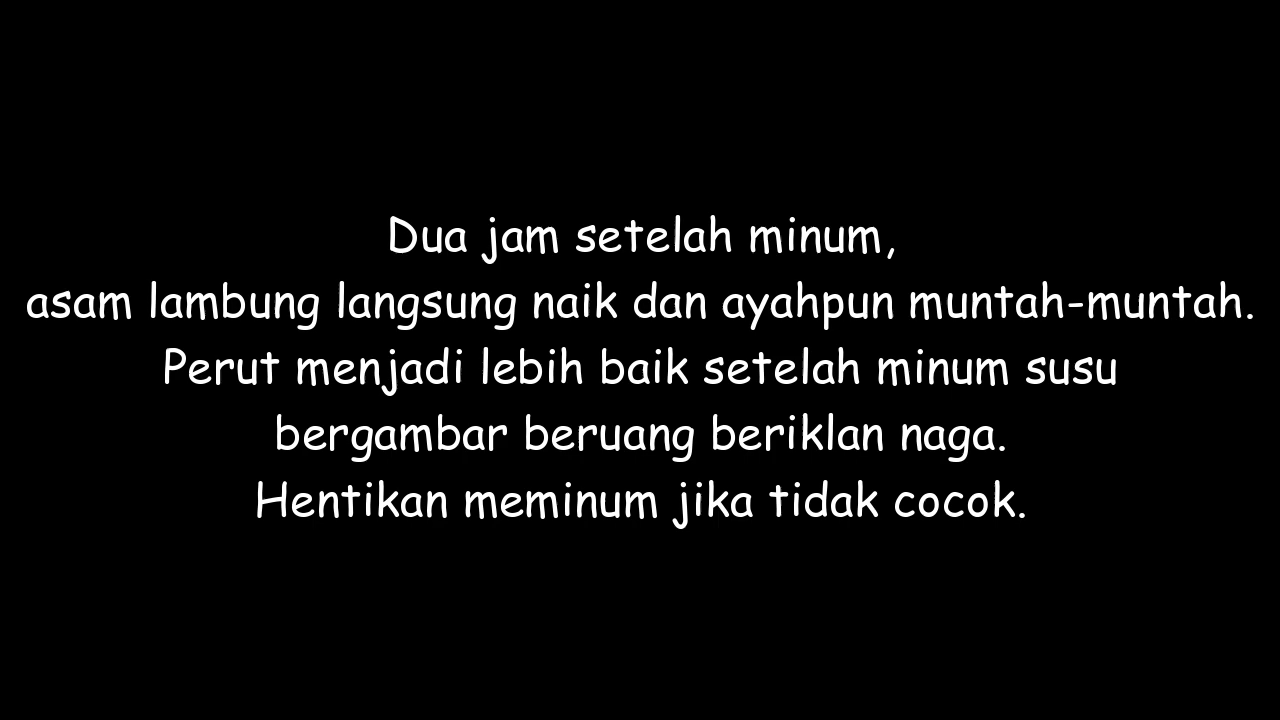 Dua jam setelah minum,
asam lambung langsung naik dan ayahpun muntah-muntah.
Perut menjadi lebih baik setelah minum susu
bergambar beruang beriklan naga.
Hentikan meminum jika tidak cocok.